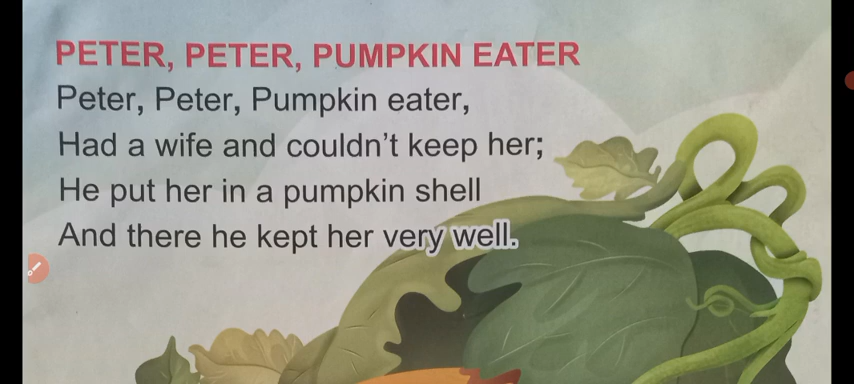 PETER, PETER, PUMPKIN EATER
Peter, Peter, Pumpkin eater,
Had a wife and couldn't keep her;
He put her in a pumpkin shell
And there he kept her very well.